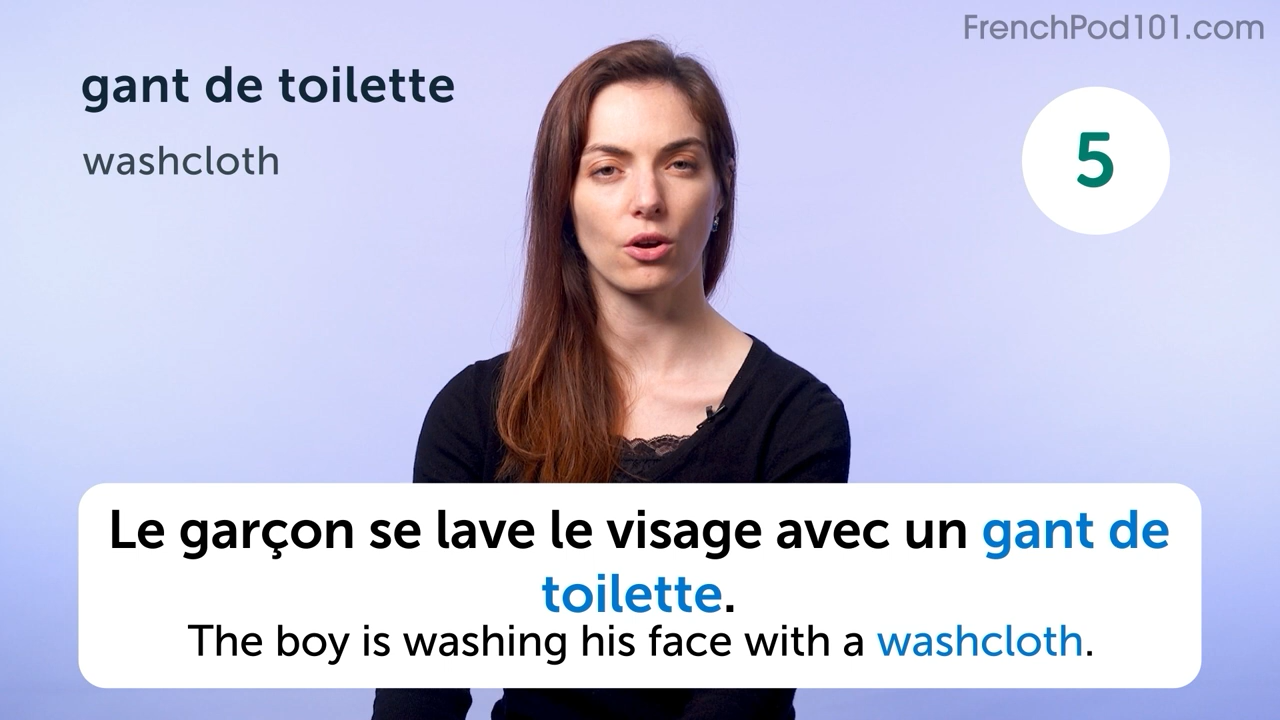 FrenchPod101.com
gant de toilette
washcloth
5
Le garçon se lave le visage avec un gant de
toilette.
The boy is washing his face with a washcloth.